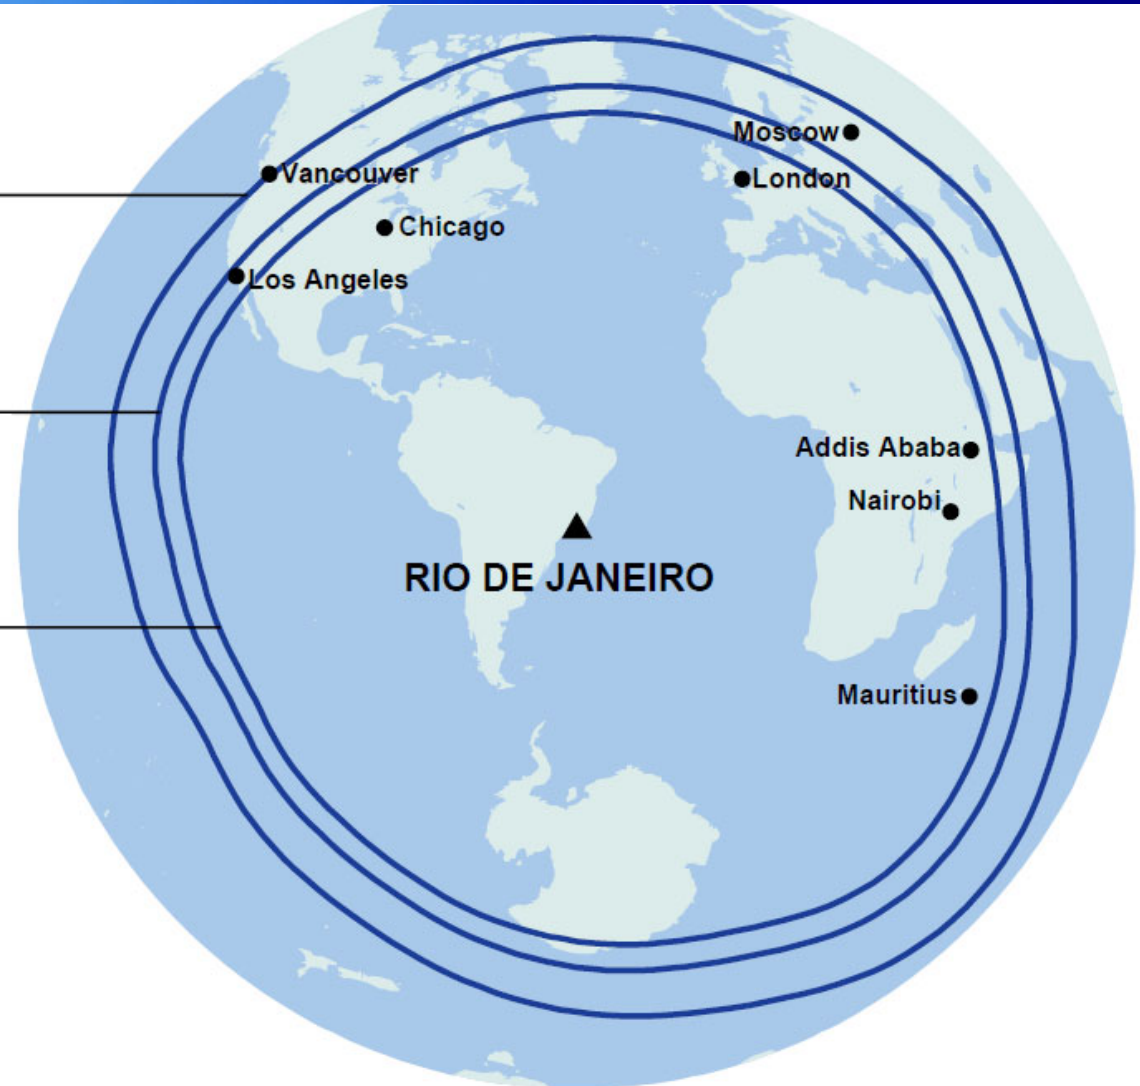 Moscow
Vancouver
London
Chicago
Los Angeles
Addis Ababa
Nairobi
RIO DE JANEIRO
Mauritius